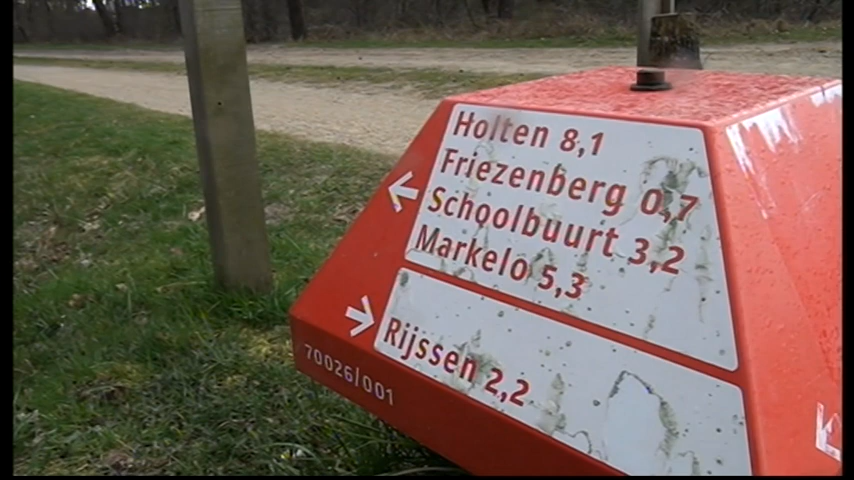 Holten 8,1
Friezenberg 0,7
Schoolbuurt 3,2
Markelo 5,3
Rijssen 2,2
70026/001